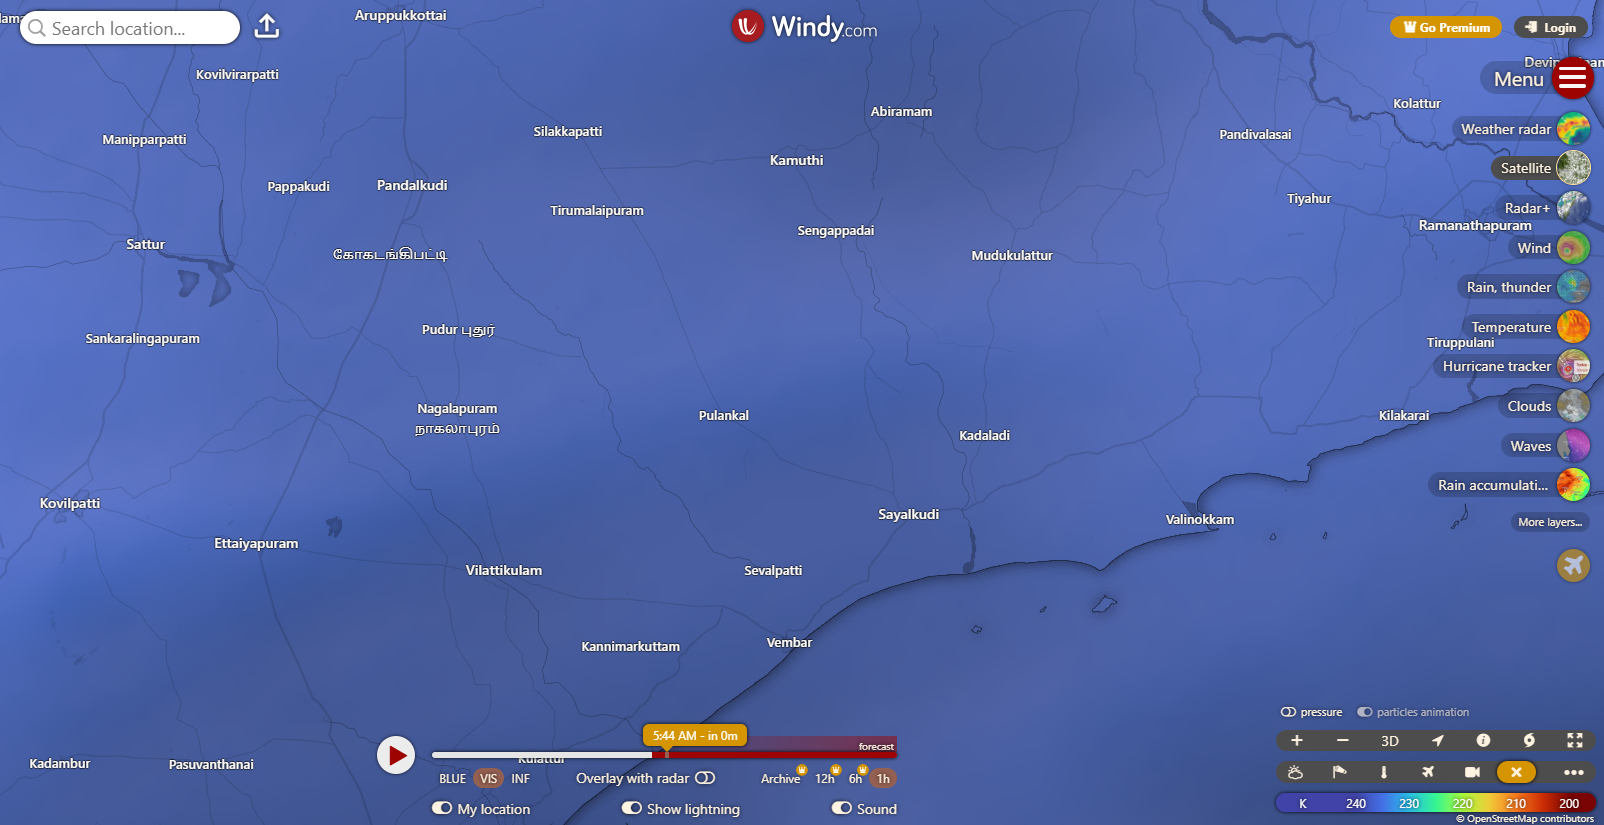 Aruppukkottai
Search location...
Windy.com
Go Premium
Login
Kovilvirarpatti
Menu
Abiramam
Kolattur
Manipparpatti
Silakkapatti
Pandivalasai
Weather radar
Kamuthi
Satellite
Pappakudi
Pandalkudi
Tirumalaipuram
Tiyahur
Radar+
Sattur
Sengappadai
Ramanathapuram
கோகடங்கிபட்டி
Mudukulattur
Wind
Rain, thunder
Sankaralingapuram
Pudur புதுர்
Temperature
Tiruppulani
Hurricane tracker
Nagalapuram
நாகலாபுரம்
Pulankal
Kadaladi
Kilakarai
Clouds
Waves
Rain accumulati...
Kovilpatti
Sayalkudi
Valinokkam
More layers...
Ettaiyapuram
Vilattikulam
Sevalpatti
Kannimarkuttam
Vembar
pressure
particles animation
5:44 AM - in 0m
forecast
+ − 3D
Kadambur
Pasuvanthanai
Kulattur
BLUE VIS INF
Overlay with radar
Archive 12h 6h 1h
My location
Show lightning
Sound
K 240 230 220 210 200
© OpenStreetMap contributors